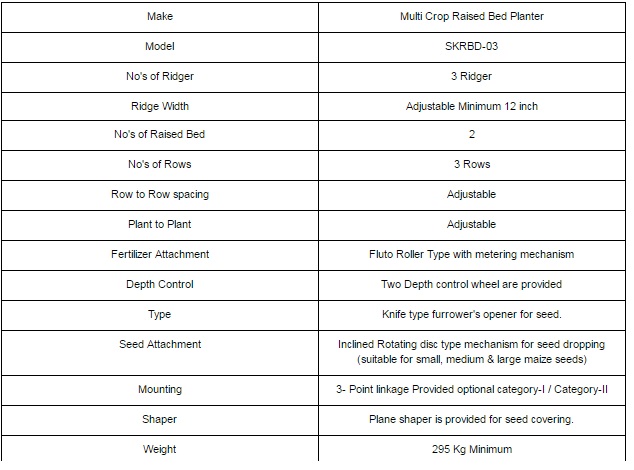 Make Multi Crop Raised Bed Planter
Model SKRBD-03
No's of Ridger 3 Ridger
Ridge Width Adjustable Minimum 12 inch
No's of Raised Bed 2
No's of Rows 3 Rows
Row to Row spacing Adjustable
Plant to Plant Adjustable
Fertilizer Attachment Fluto Roller Type with metering mechanism
Depth Control Two Depth control wheel are provided
Type Knife type furrower's opener for seed.
Seed Attachment Inclined Rotating disc type mechanism for seed dropping
(suitable for small, medium & large maize seeds)
Mounting 3- Point linkage Provided optional category-I / Category-II
Shaper Plane shaper is provided for seed covering.
Weight 295 Kg Minimum